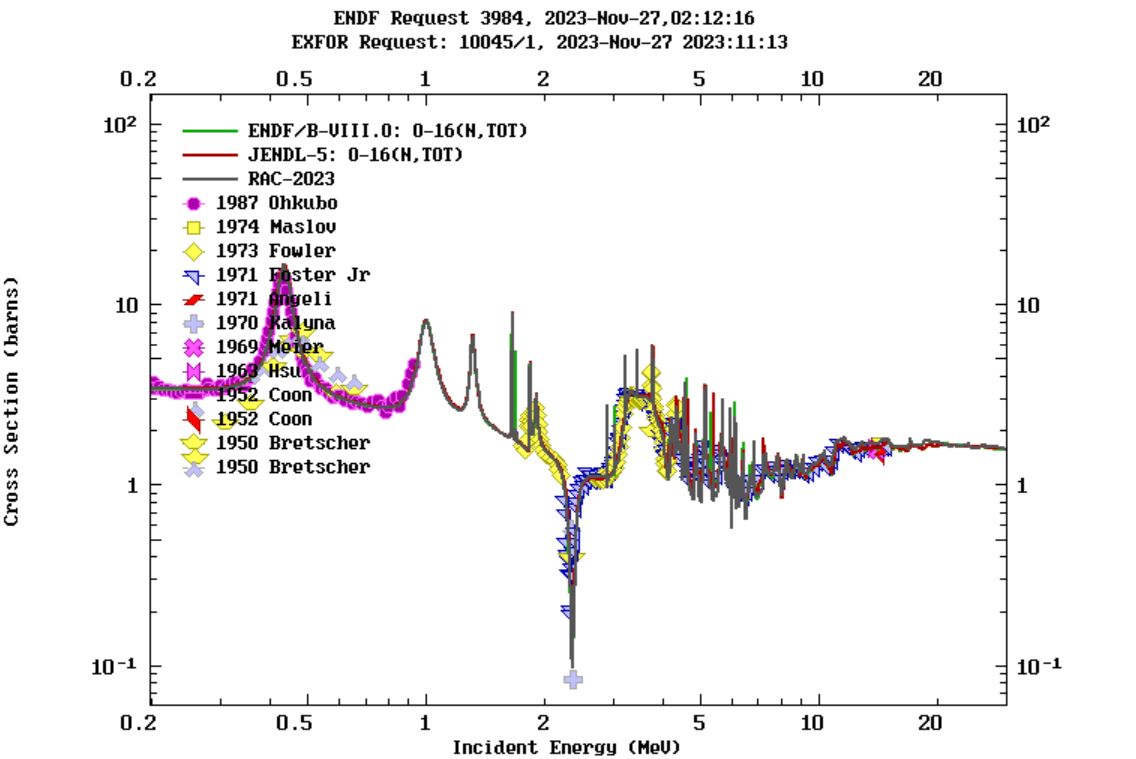 ENDF Request 3984, 2023-Nov-27,02:12:16
EXFOR Request: 10045/1, 2023-Nov-27 2023:11:13
0.2 0.5 1 2 5 10 20
10² 10²
ENDF/B-VIII.0: O-16(N,TOT)
JENDL-5: O-16(N,TOT)
RAC-2023
1987 Ohkubo
1974 Maslov
1973 Fowler
1971 Foster Jr
1971 Angeli
10 10
1970 Kalyna
1969 Meier
1963 Hsu
1952 Coon
1952 Coon
1950 Bretscher
1950 Bretscher
1 1
10⁻¹ 10⁻¹
Cross Section (barns)
0.2 0.5 1 2 5 10 20
Incident Energy (MeV)